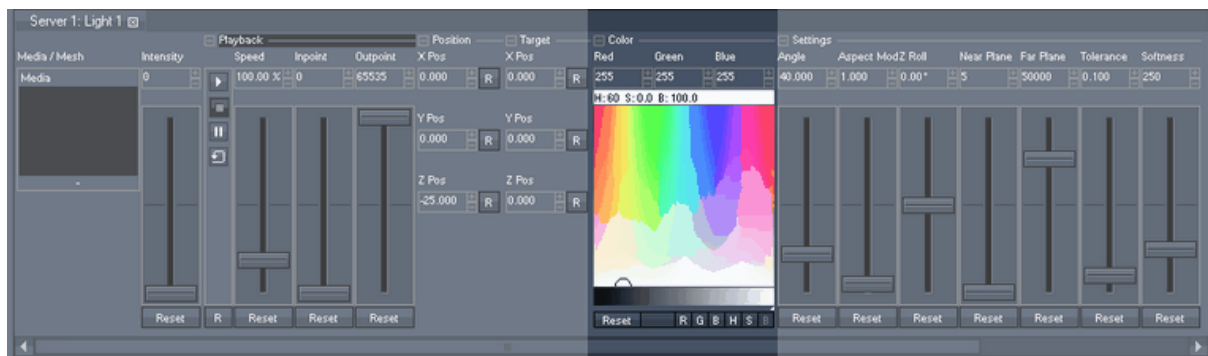 Server 1: Light 1
Playback Position Target Color Settings
Media / Mesh Intensity Speed Inpoint Outpoint X Pos X Pos Red Green Blue Angle Aspect Mod Z Roll Near Plane Far Plane Tolerance Softness
Media 0 100.00 % 0 65535 0.000 R 0.000 R 255 255 255 40.000 1.000 0.00° 5 50000 0.100 250
H: 60 S: 0.0 B: 100.0
Y Pos Y Pos
0.000 R 0.000 R
Z Pos Z Pos
-25.000 R 0.000 R
Reset R Reset Reset Reset Reset R G B H S B Reset Reset Reset Reset Reset Reset Reset